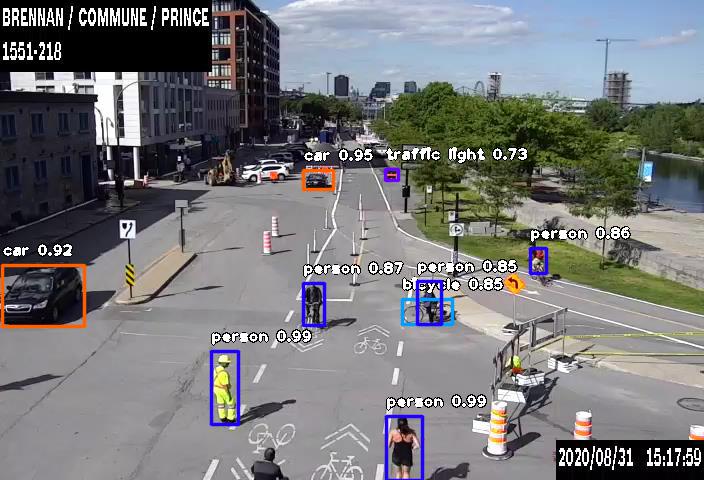 BRENNAN / COMMUNE / PRINCE
1551-218
car 0.95
traffic light 0.73
person 0.86
car 0.92
person 0.87
person 0.85
bicycle 0.85
person 0.99
person 0.99
2020/08/31 15:17:59